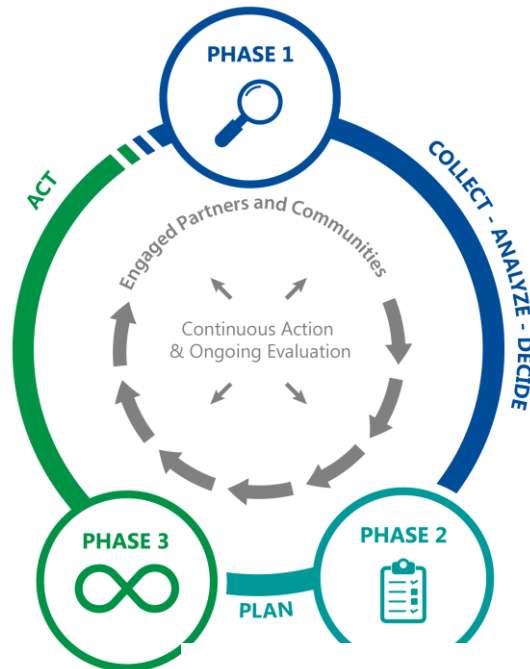 PHASE 1
COLLECT - ANALYZE - DECIDE
ACT
Engaged Partners and Communities
Continuous Action
& Ongoing Evaluation
PHASE 3
PHASE 2
PLAN